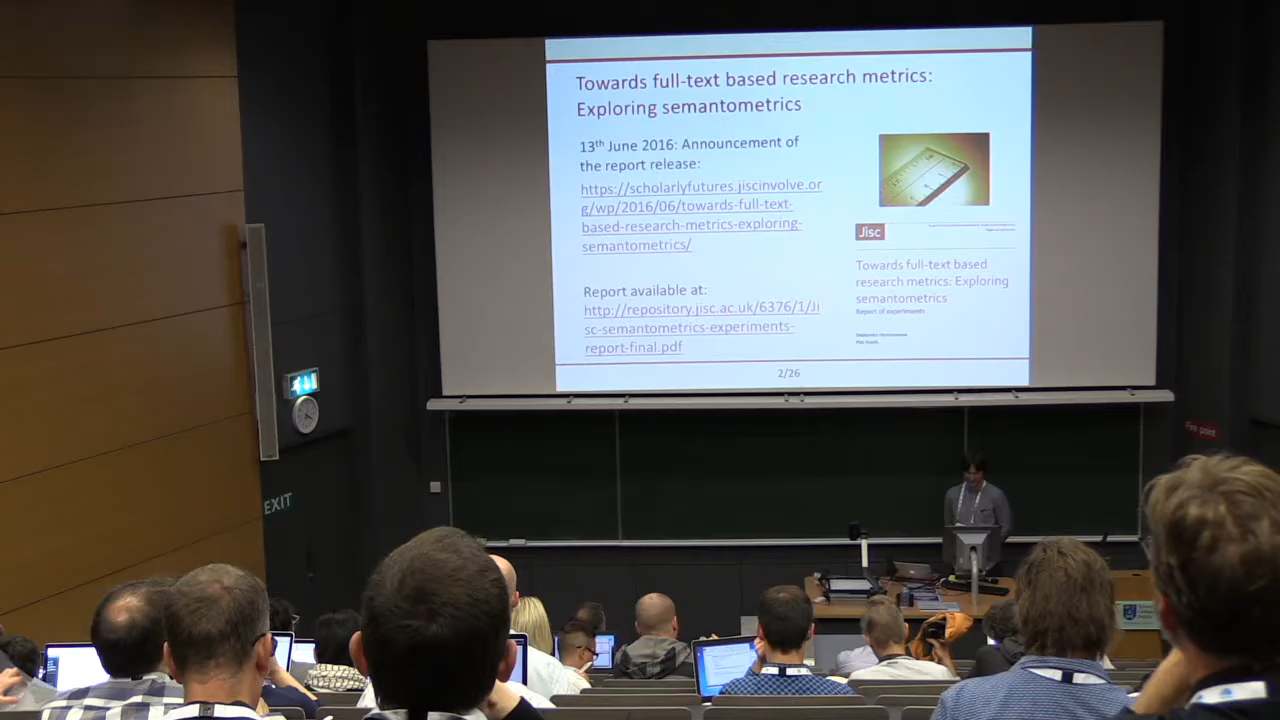 Towards full-text based research metrics:
Exploring semantometrics
13th June 2016: Announcement of
the report release:
https://scholarlyfutures.jiscinvolve.or
g/wp/2016/06/towards-full-text-
based-research-metrics-exploring-
semantometrics/
Report available at:
http://repository.jisc.ac.uk/6376/1/Ji
sc-semantometrics-experiments-
report-final.pdf
Jisc
Towards full-text based
research metrics: Exploring
semantometrics
Report of experiments
2/26
Fire point
EXIT